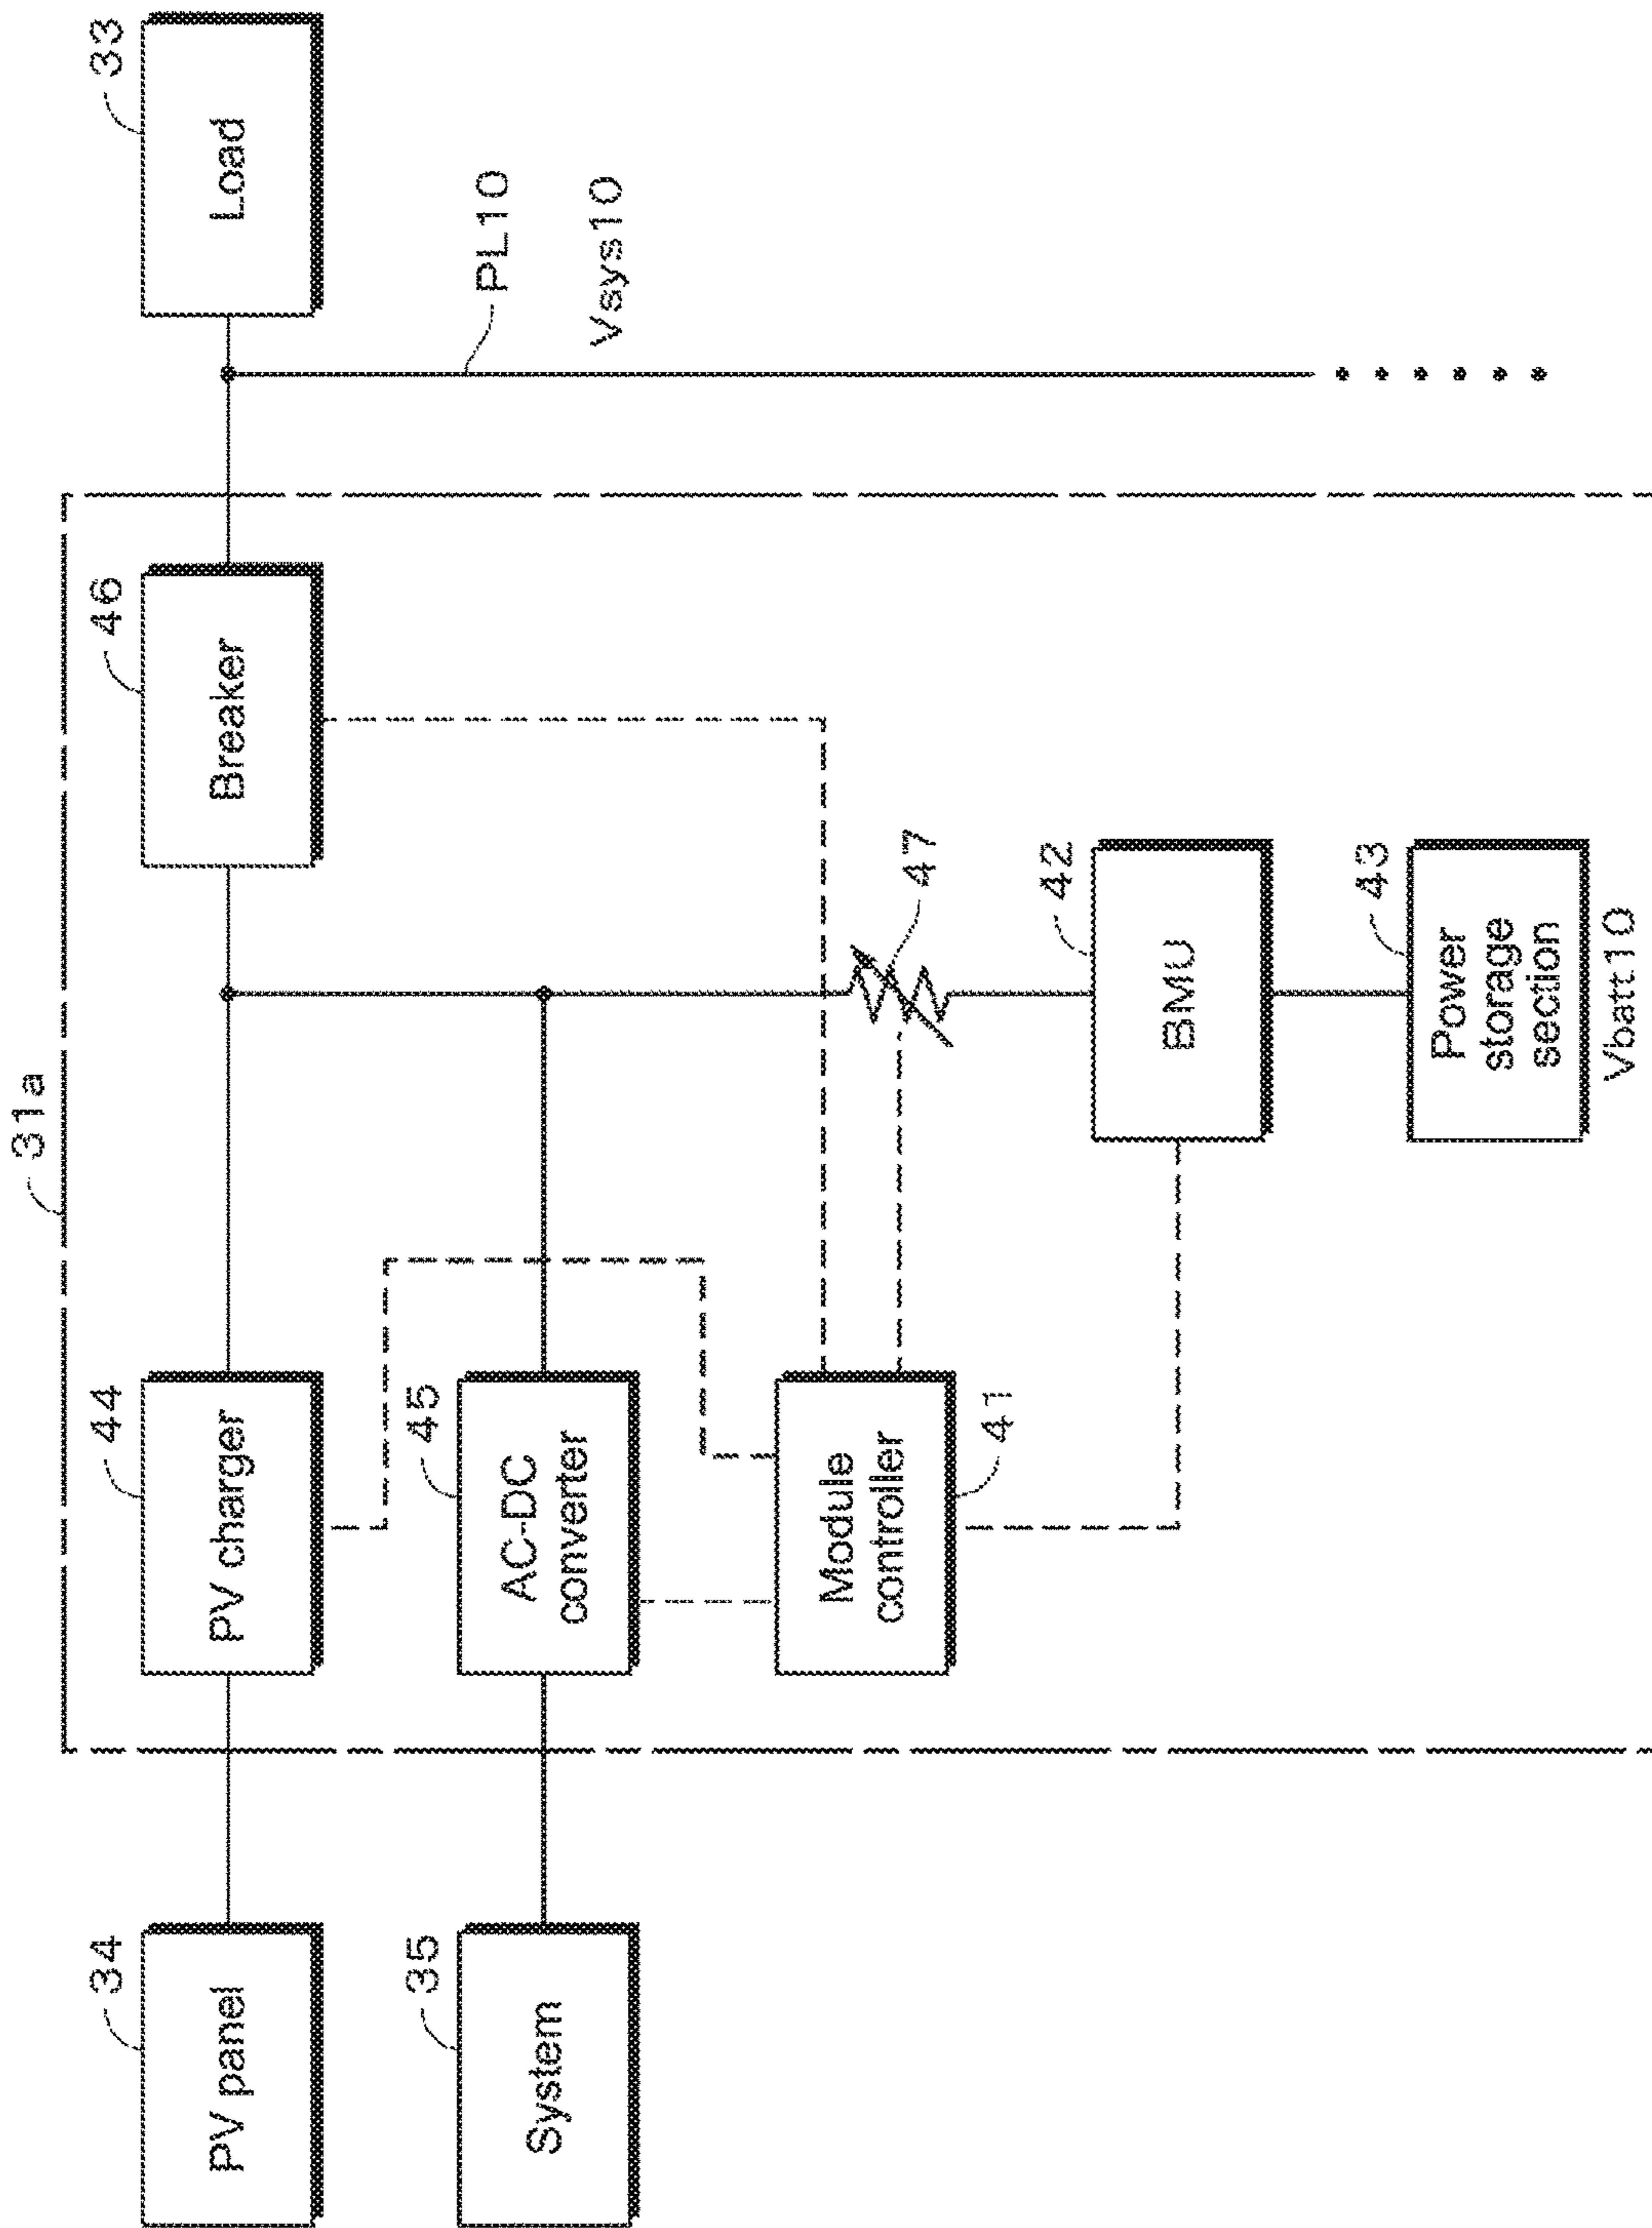 31a
34
PV panel
44
PV charger
46
Breaker
33
Load
35
System
45
AC-DC
converter
PL10
Vsys10
Module
controller
41
47
42
BMU
43
Power
storage
section
Vbatt10